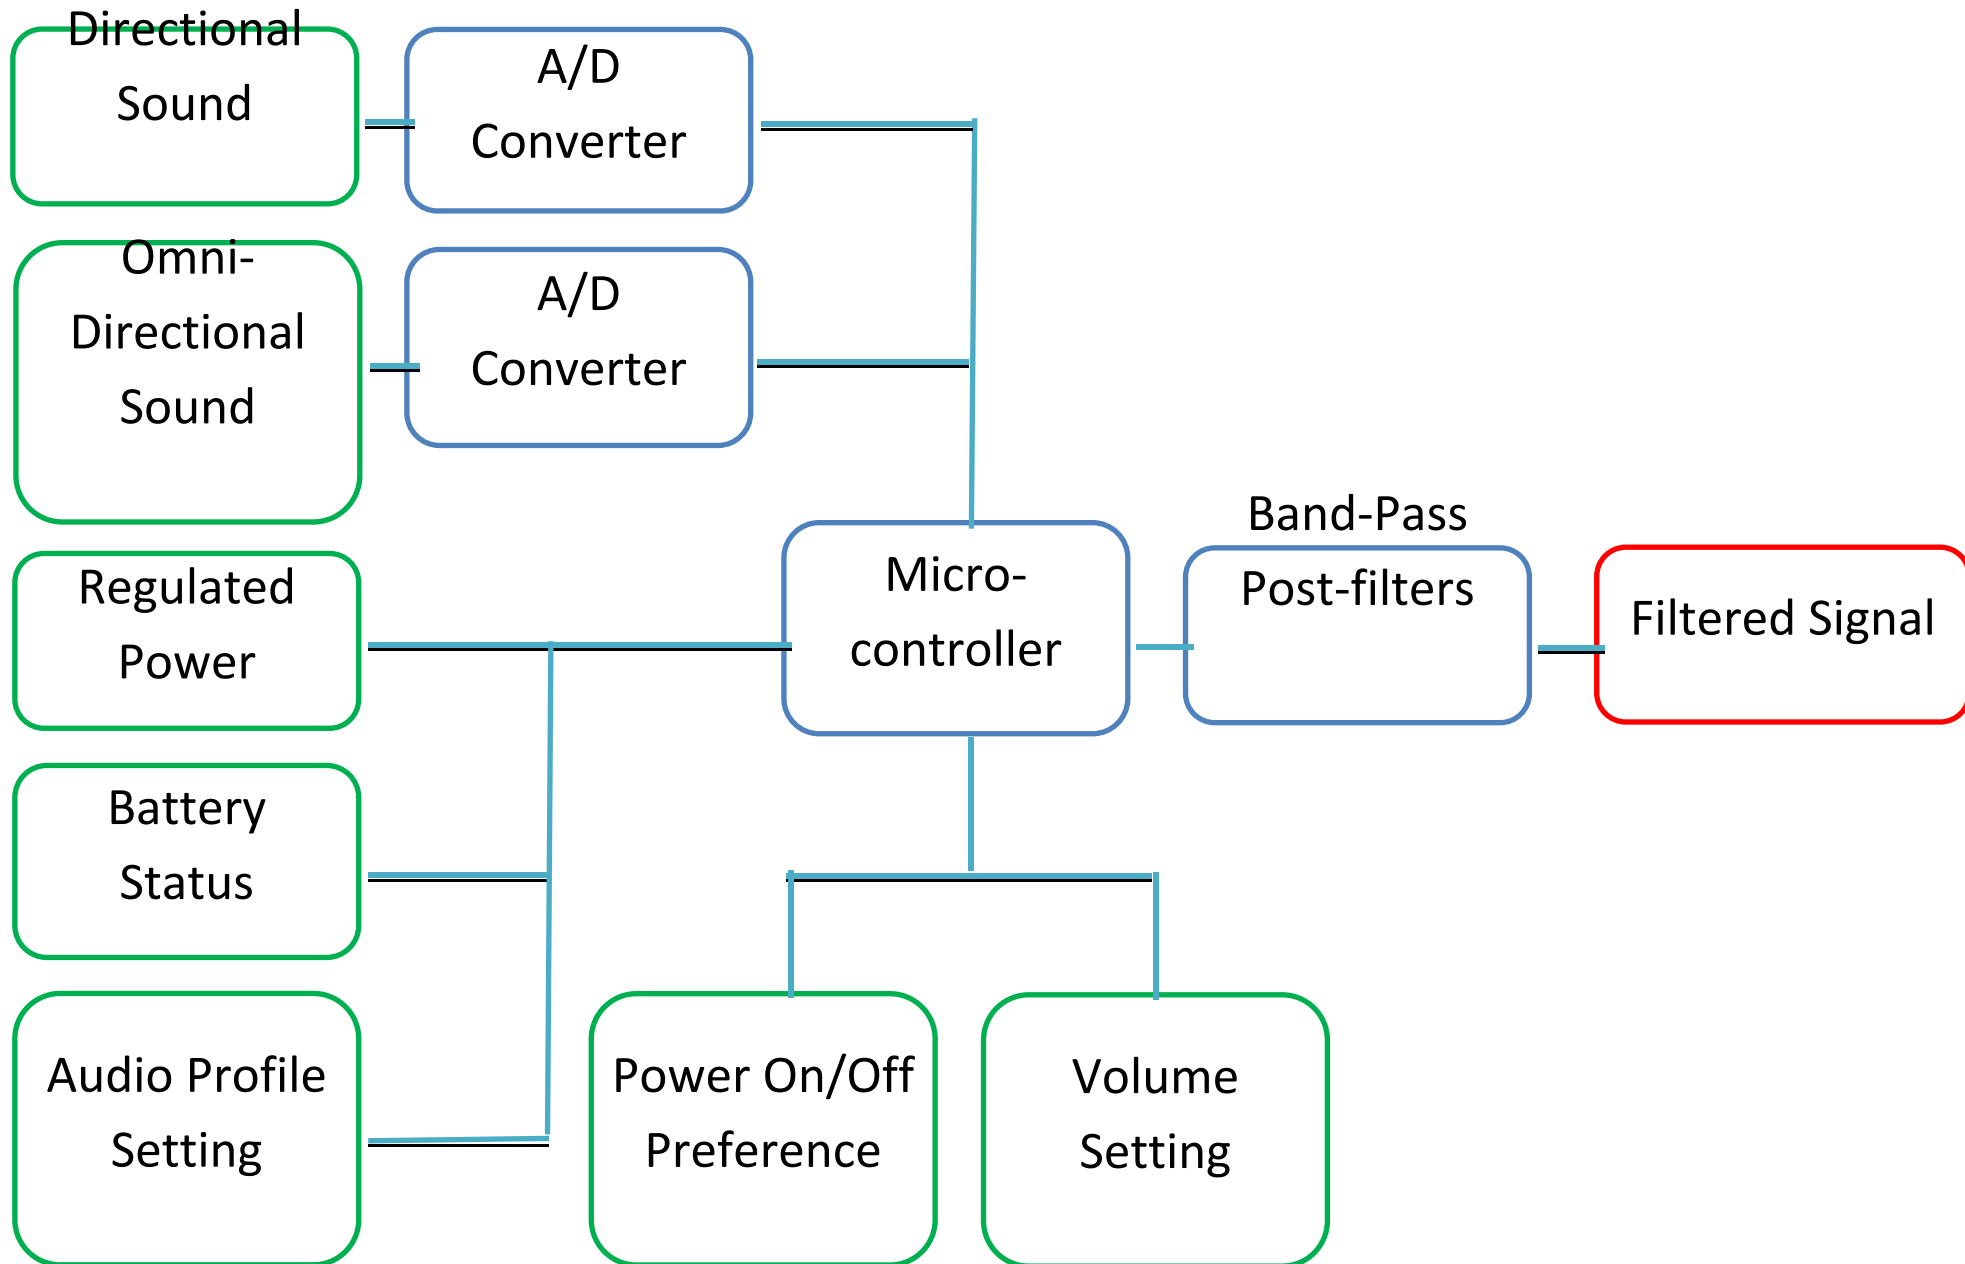 Directional
Sound
A/D
Converter
Omni-
Directional
Sound
A/D
Converter
Regulated
Power
Micro-
controller
Band-Pass
Post-filters
Filtered Signal
Battery
Status
Audio Profile
Setting
Power On/Off
Preference
Volume
Setting